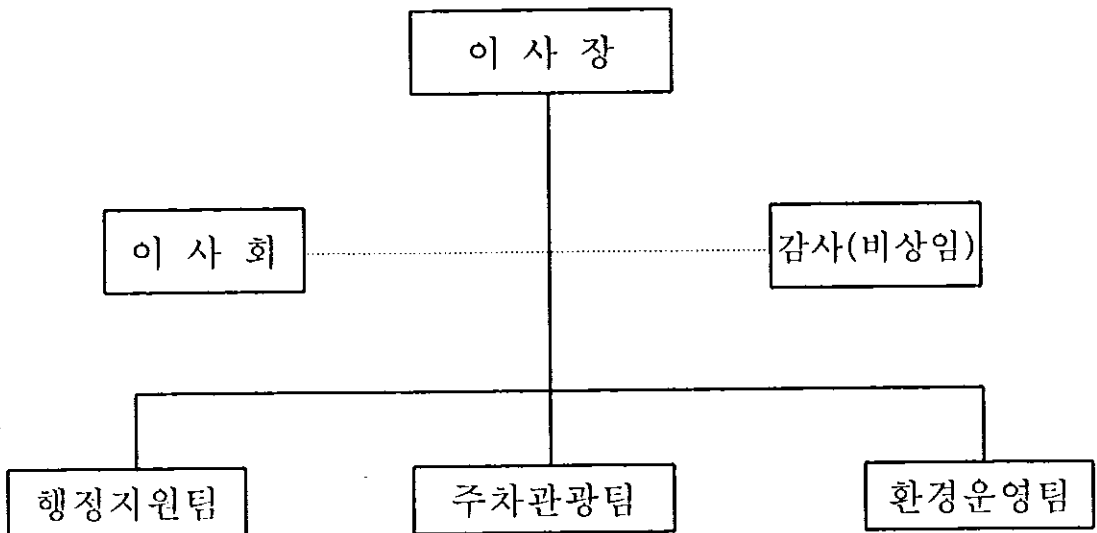 이 사 장
이 사 회
감사(비상임)
행정지원팀
주차관광팀
환경운영팀